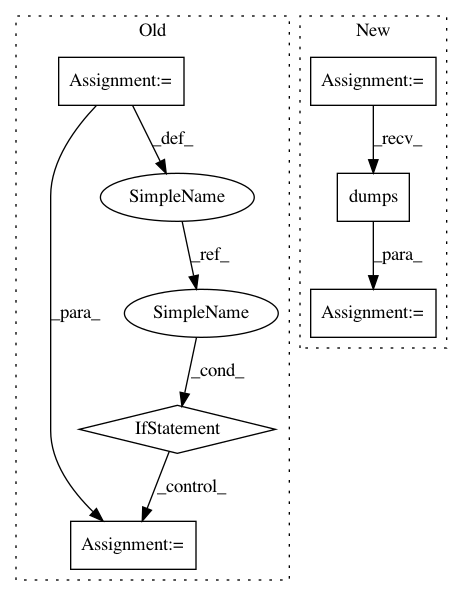 Old
New
Assignment:=
Assignment:=
_def_
_recv_
SimpleName
dumps
_ref_
_para_
_para_
SimpleName
Assignment:=
_cond_
IfStatement
_control_
Assignment:=